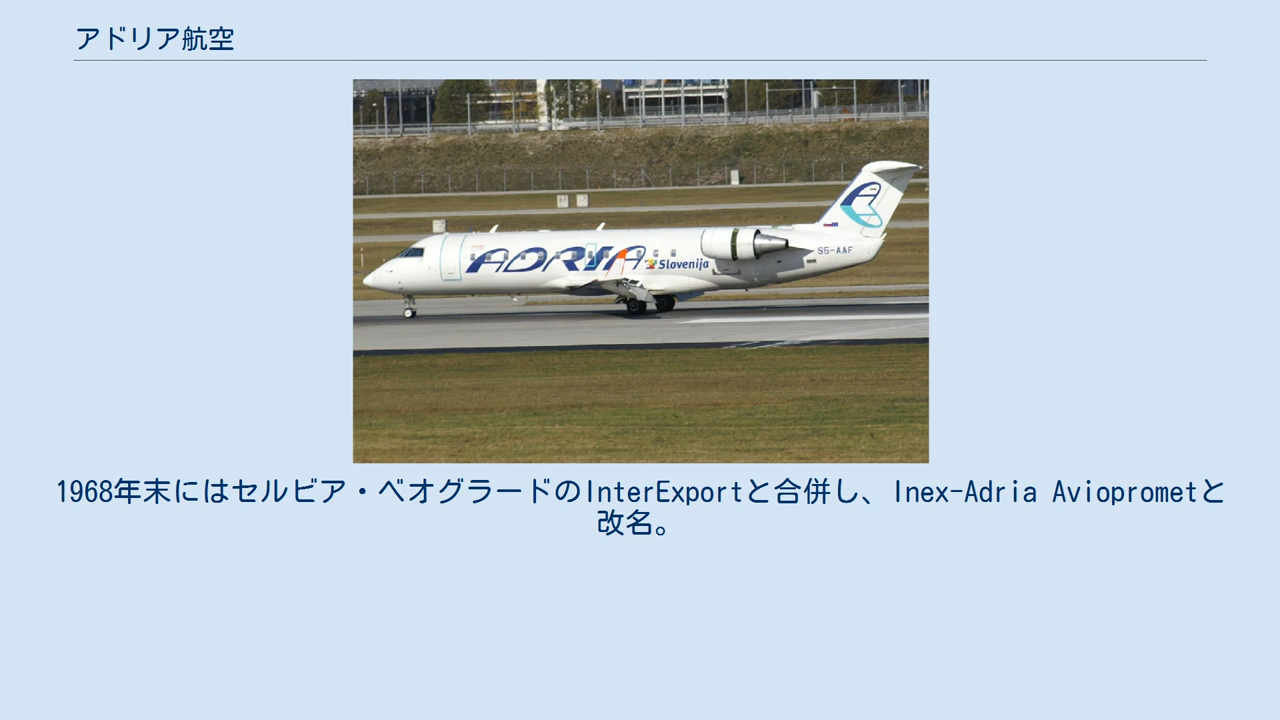 アドリア航空
ADRIA
Slovenija
S5-AAF
1968年末にはセルビア・ベオグラードのInterExportと合併し、Inex-Adria Avioprometと
改名。